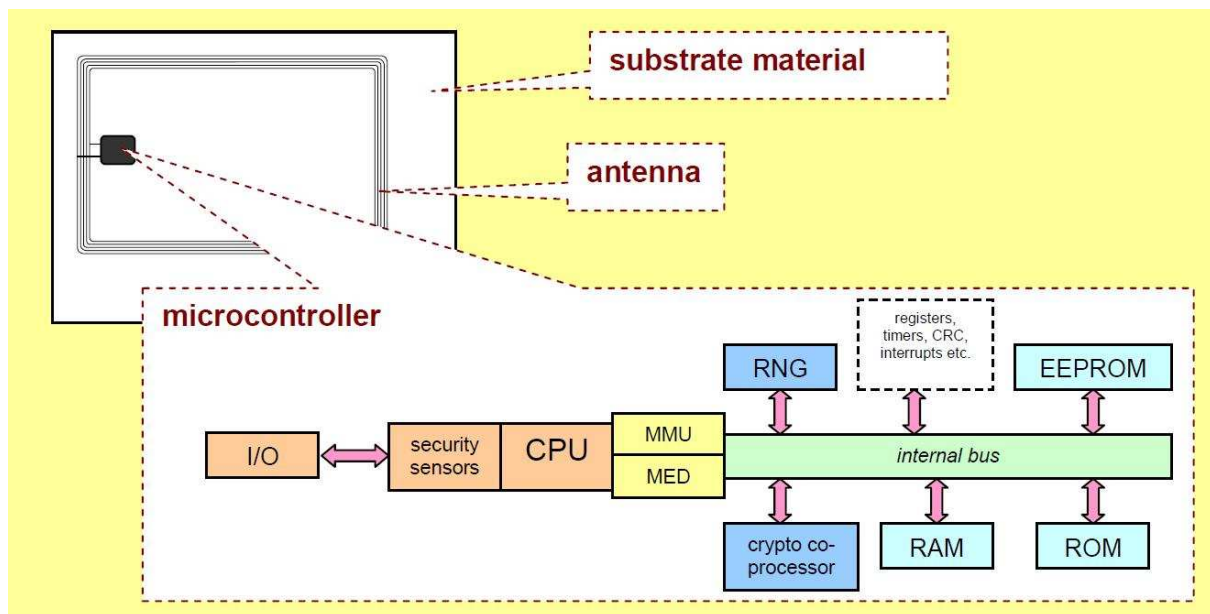 substrate material
antenna
microcontroller
registers,
timers, CRC,
interrupts etc.
RNG
EEPROM
I/O
security
sensors
CPU
MMU
MED
internal bus
crypto co-
processor
RAM
ROM